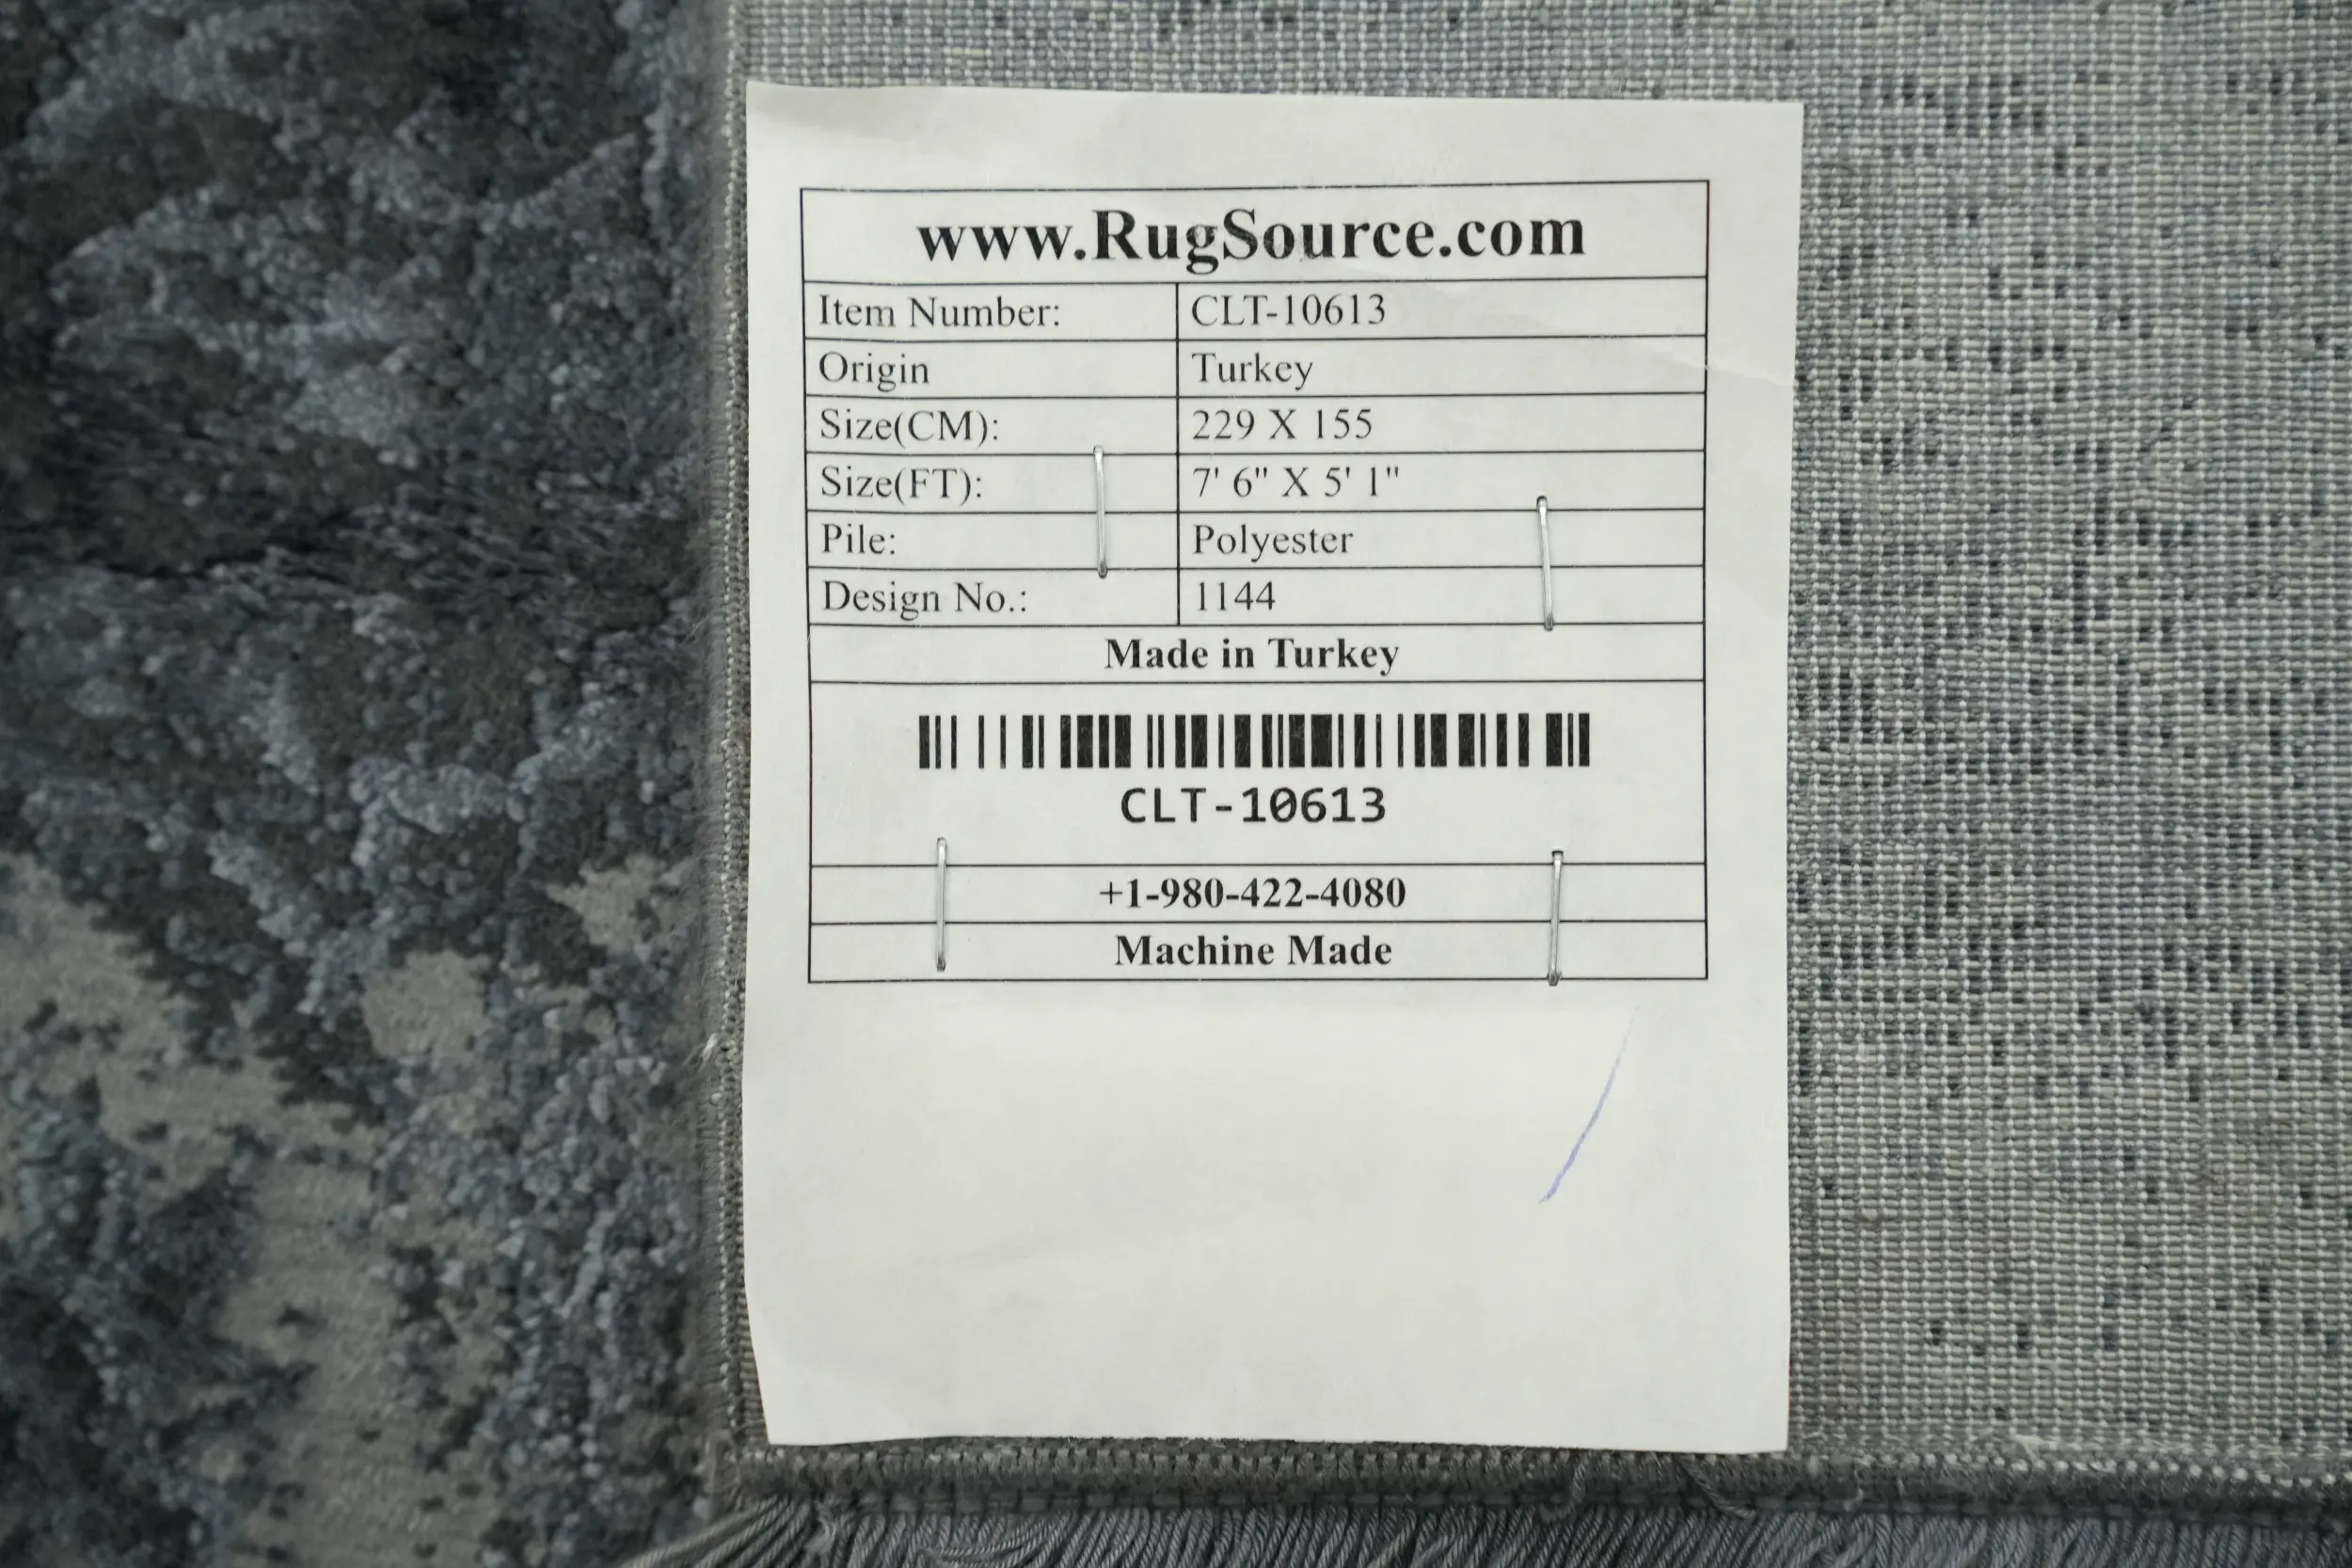 www.RugSource.com
Item Number: CLT-10613
Origin Turkey
Size(CM): 229 X 155
Size(FT): 7' 6" X 5' 1"
Pile: Polyester
Design No.: 1144
Made in Turkey
CLT-10613
+1-980-422-4080
Machine Made